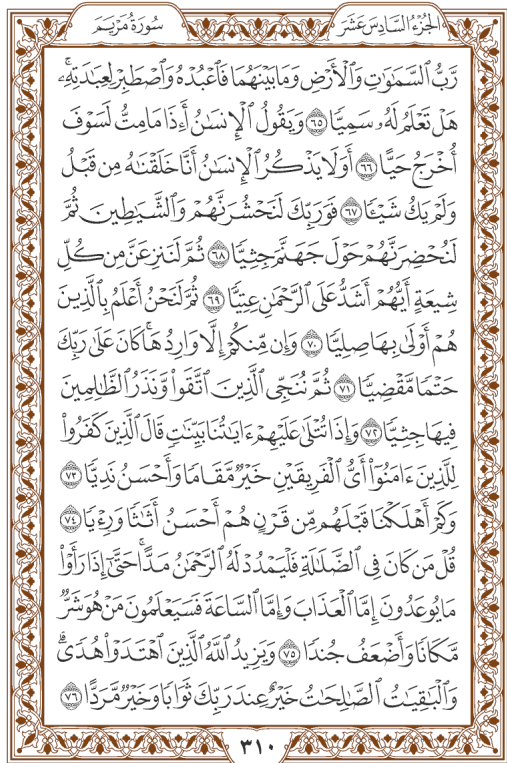 الجزء السادس عشر
سورة مريم
رَّبُّ ٱلسَّمَٰوَٰتِ وَٱلْأَرْضِ وَمَا بَيْنَهُمَا فَٱعْبُدْهُ وَٱصْطَبِرْ لِعِبَٰدَتِهِۦۚ
هَلْ تَعْلَمُ لَهُۥ سَمِيًّا ٦٥ وَيَقُولُ ٱلْإِنسَٰنُ أَءِذَا مَا مِتُّ لَسَوْفَ
أُخْرَجُ حَيًّا ٦٦ أَوَلَا يَذْكُرُ ٱلْإِنسَٰنُ أَنَّا خَلَقْنَٰهُ مِن قَبْلُ
وَلَمْ يَكُ شَيْـًٔا ٦٧ فَوَرَبِّكَ لَنَحْشُرَنَّهُمْ وَٱلشَّيَٰطِينَ ثُمَّ
لَنُحْضِرَنَّهُمْ حَوْلَ جَهَنَّمَ جِثِيًّا ٦٨ ثُمَّ لَنَنزِعَنَّ مِن كُلِّ
شِيعَةٍ أَيُّهُمْ أَشَدُّ عَلَى ٱلرَّحْمَٰنِ عِتِيًّا ٦٩ ثُمَّ لَنَحْنُ أَعْلَمُ بِٱلَّذِينَ
هُمْ أَوْلَىٰ بِهَا صِلِيًّا ٧٠ وَإِن مِّنكُمْ إِلَّا وَارِدُهَاۚ كَانَ عَلَىٰ رَبِّكَ
حَتْمًا مَّقْضِيًّا ٧١ ثُمَّ نُنَجِّى ٱلَّذِينَ ٱتَّقَوا۟ وَّنَذَرُ ٱلظَّٰلِمِينَ
فِيهَا جِثِيًّا ٧٢ وَإِذَا تُتْلَىٰ عَلَيْهِمْ ءَايَٰتُنَا بَيِّنَٰتٍ قَالَ ٱلَّذِينَ كَفَرُوا۟
لِلَّذِينَ ءَامَنُوٓا۟ أَىُّ ٱلْفَرِيقَيْنِ خَيْرٌ مَّقَامًا وَأَحْسَنُ نَدِيًّا ٧٣
وَكَمْ أَهْلَكْنَا قَبْلَهُم مِّن قَرْنٍ هُمْ أَحْسَنُ أَثَٰثًا وَرِءْيًا ٧٤
قُلْ مَن كَانَ فِى ٱلضَّلَٰلَةِ فَلْيَمْدُدْ لَهُ ٱلرَّحْمَٰنُ مَدًّاۚ حَتَّىٰٓ إِذَا رَأَوْا۟
مَا يُوعَدُونَ إِمَّا ٱلْعَذَابَ وَإِمَّا ٱلسَّاعَةَ فَسَيَعْلَمُونَ مَنْ هُوَ شَرٌّ
مَّكَانًا وَأَضْعَفُ جُندًا ٧٥ وَيَزِيدُ ٱللَّهُ ٱلَّذِينَ ٱهْتَدَوْا۟ هُدًىۗ
وَٱلْبَٰقِيَٰتُ ٱلصَّٰلِحَٰتُ خَيْرٌ عِندَ رَبِّكَ ثَوَابًا وَخَيْرٌ مَّرَدًّا ٧٦
٣١٠